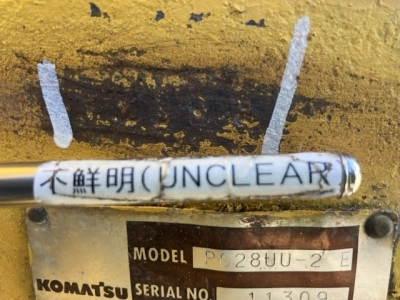 不鮮明(UNCLEAR
MODEL PC28UU-2 E
KOMATSU SERIAL NO. 11309